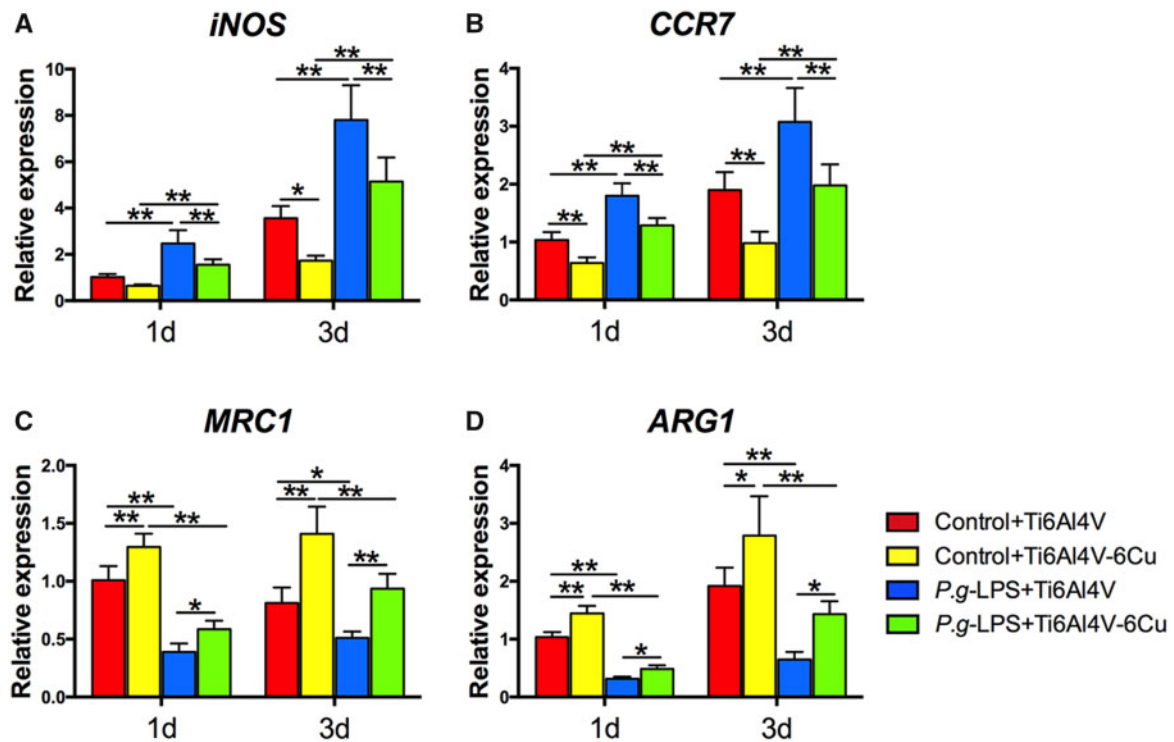 A
iNOS
Relative expression
10
8
6
4
2
0
**
**
**
**
**
**
*
**
1d
3d
B
CCR7
Relative expression
4
3
2
1
0
**
**
**
**
**
**
**
**
1d
3d
C
MRC1
Relative expression
2.0
1.5
1.0
0.5
0.0
**
**
**
*
*
**
**
**
1d
3d
D
ARG1
Relative expression
4
3
2
1
0
**
**
**
*
**
*
**
*
1d
3d
Control+Ti6Al4V
Control+Ti6Al4V-6Cu
P.g-LPS+Ti6Al4V
P.g-LPS+Ti6Al4V-6Cu